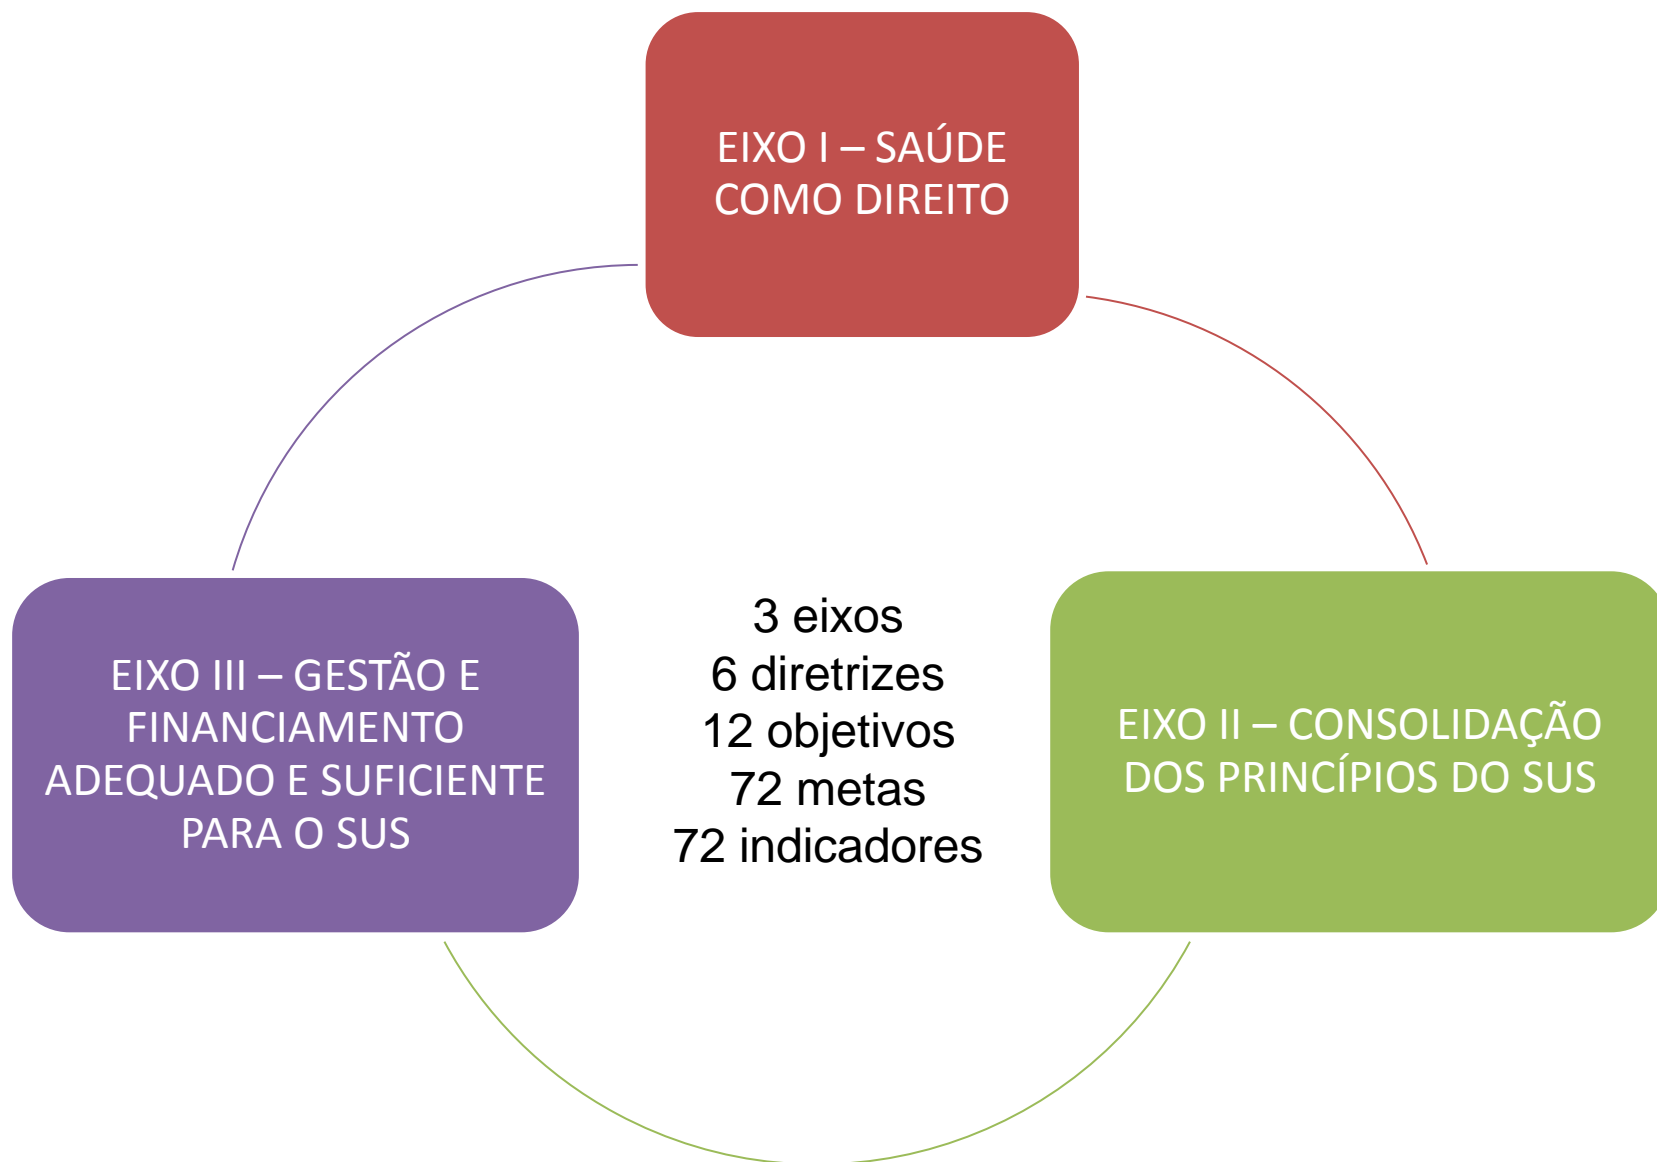 EIXO I – SAÚDE
COMO DIREITO
EIXO II – CONSOLIDAÇÃO
DOS PRINCÍPIOS DO SUS
EIXO III – GESTÃO E
FINANCIAMENTO
ADEQUADO E SUFICIENTE
PARA O SUS
3 eixos
6 diretrizes
12 objetivos
72 metas
72 indicadores